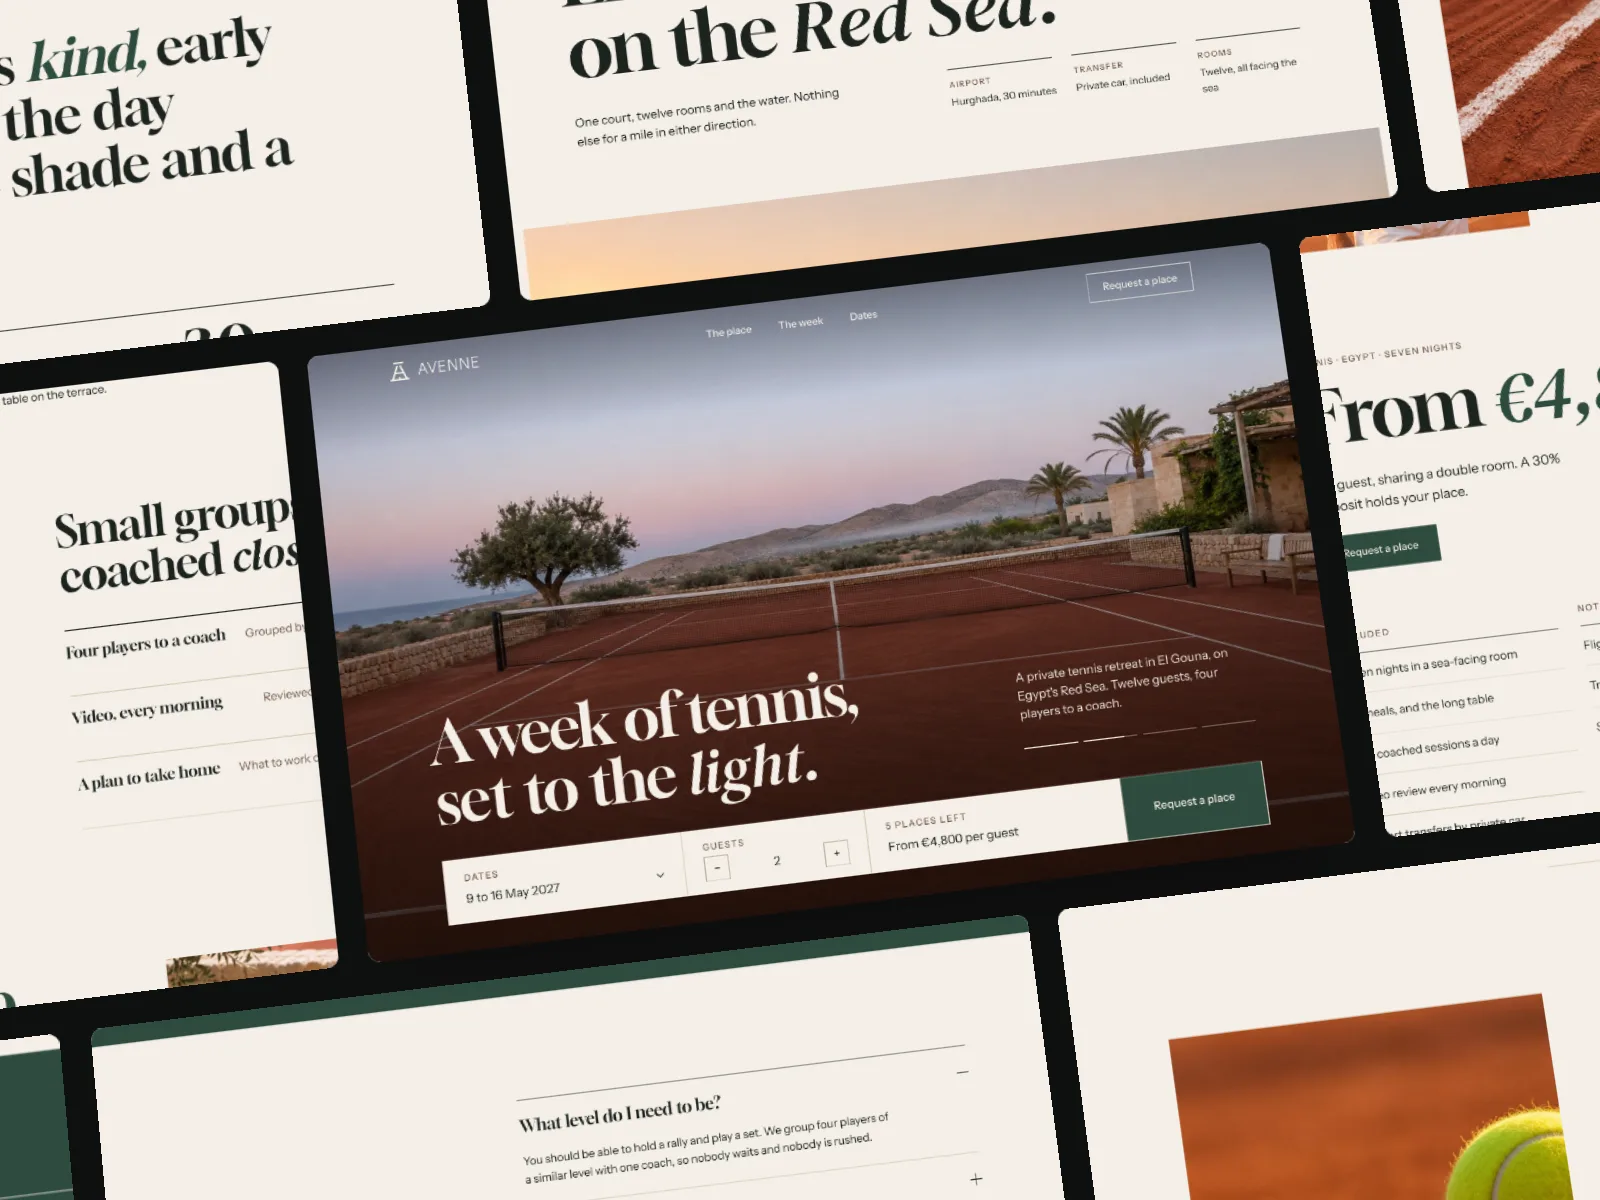 kind, early
the day
shade and a
on the Red Sea.
One court, twelve rooms and the water. Nothing
else for a mile in either direction.
AIRPORT
Hurghada, 30 minutes
TRANSFER
Private car, included
ROOMS
Twelve, all facing the
sea
table on the terrace.
Small groups
coached
Four players to a coach
Grouped by
Video, every morning
Reviewed
A plan to take home
What to work
AVENNE
The place
The week
Dates
Request a place
A week of tennis,
set to the light.
A private tennis retreat in El Gouna, on
Egypt's Red Sea. Twelve guests, four
players to a coach.
DATES
9 to 16 May 2027
GUESTS
−
2
+
5 PLACES LEFT
From €4,800 per guest
Request a place
· EGYPT · SEVEN NIGHTS
From €4,
guest, sharing a double room. A 30%
holds your place.
Request a place
nights in a sea-facing room
and the long table
coached sessions a day
review every morning
transfers by private car
What level do I need to be?
You should be able to hold a rally and play a set. We group four players of
a similar level with one coach, so nobody waits and nobody is rushed.